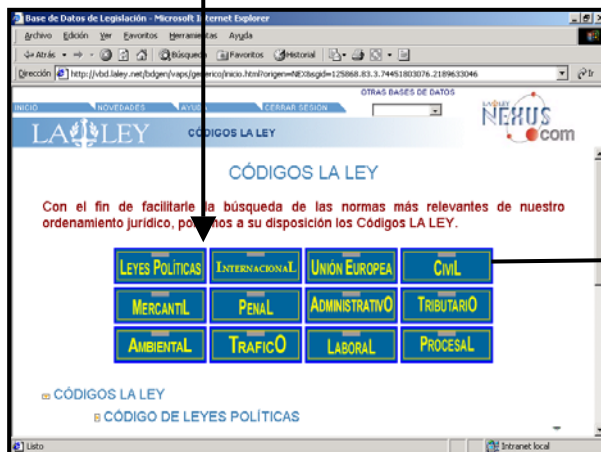 Base de Datos de Legislación - Microsoft Internet Explorer
Archivo Edición Ver Favoritos Herramientas Ayuda
Atrás Búsqueda Favoritos Historial
Dirección http://vbd.laley.net/bdgen/vaps/generico/inicio.html?origen=NEX&sgid=125868.83.3.74451803076.2189633046 Ir
OTRAS BASES DE DATOS
INICIO NOVEDADES AYUDA CERRAR SESIÓN
LA LEY CÓDIGOS LA LEY
LA LEY NEXUS com
CÓDIGOS LA LEY
Con el fin de facilitarle la búsqueda de las normas más relevantes de nuestro
ordenamiento jurídico, ponemos a su disposición los Códigos LA LEY.
LEYES POLÍTICAS INTERNACIONAL UNIÓN EUROPEA CIVIL
MERCANTIL PENAL ADMINISTRATIVO TRIBUTARIO
AMBIENTAL TRAFICO LABORAL PROCESAL
CÓDIGOS LA LEY
CÓDIGO DE LEYES POLÍTICAS
Listo Intranet local